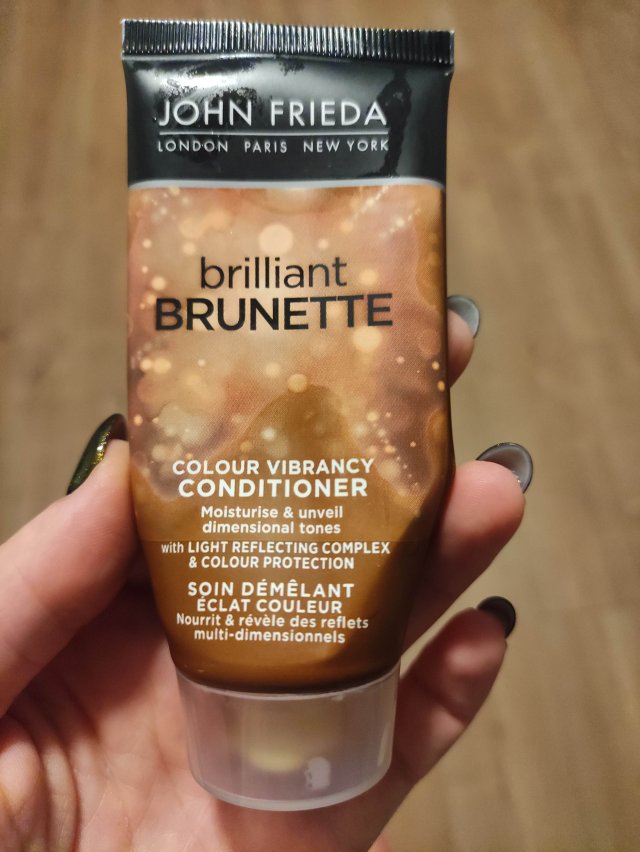 JOHN FRIEDA
LONDON PARIS NEW YORK
brilliant
BRUNETTE
COLOUR VIBRANCY
CONDITIONER
Moisturise & unveil
dimensional tones
with LIGHT REFLECTING COMPLEX
& COLOUR PROTECTION
SOIN DÉMÊLANT
ÉCLAT COULEUR
Nourrit & révèle des reflets
multi-dimensionnels